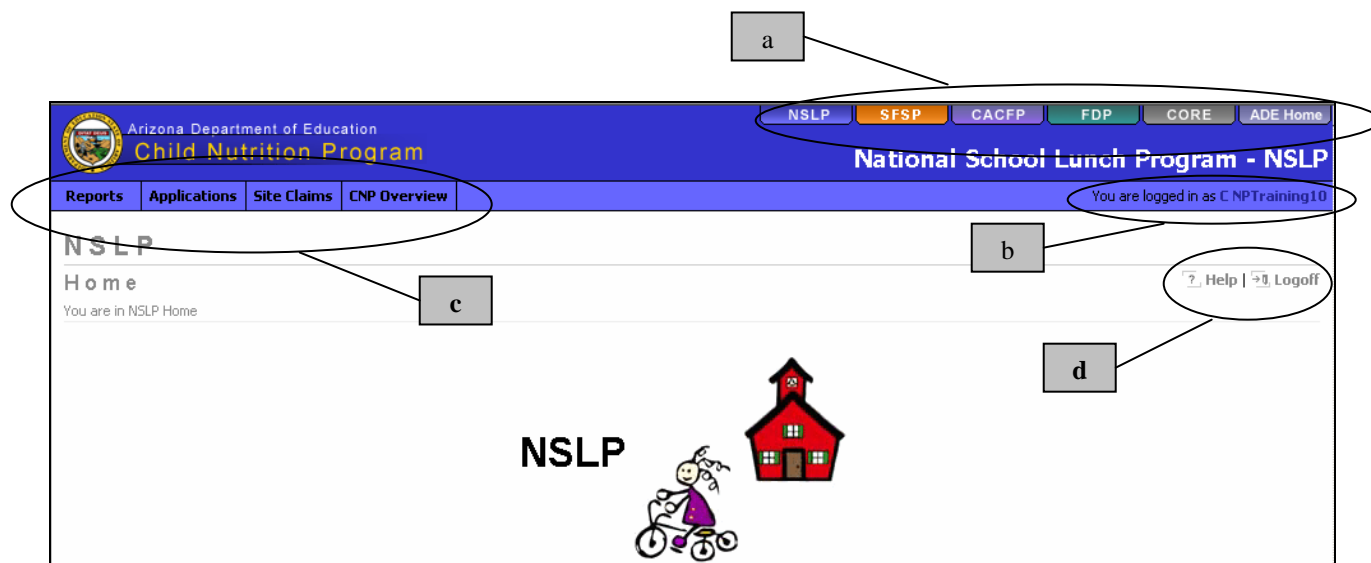 a
NSLP SFSP CACFP FDP CORE ADE Home
Arizona Department of Education
Child Nutrition Program
National School Lunch Program - NSLP
Reports Applications Site Claims CNP Overview
You are logged in as C NPTraining10
NSLP
b
Home
? Help | Logoff
c
You are in NSLP Home
d
NSLP